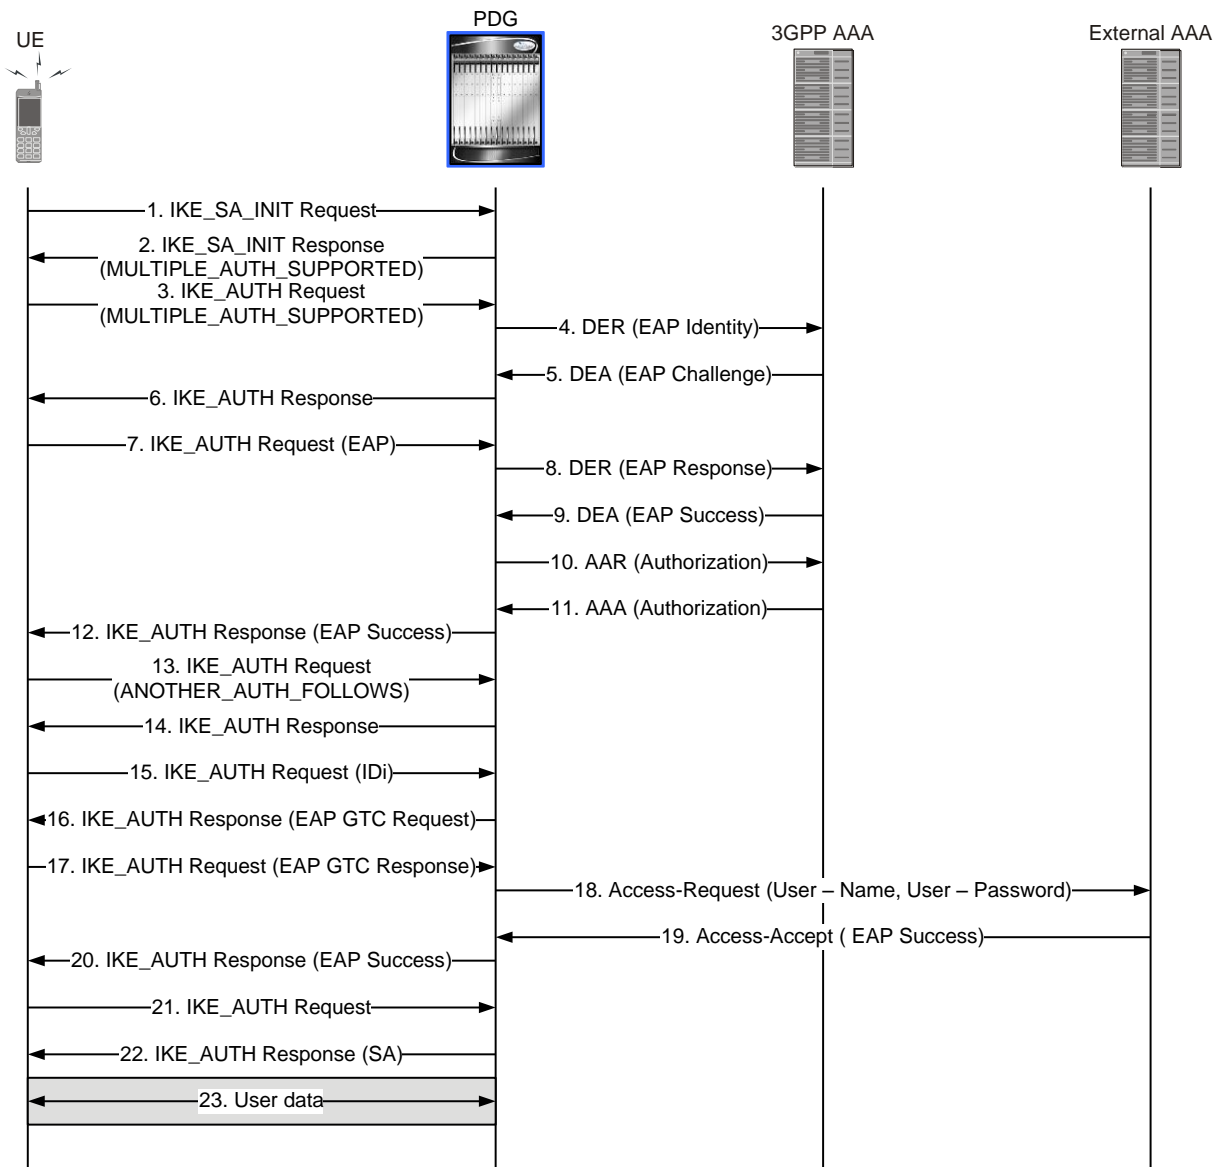 UE
PDG
3GPP AAA
External AAA
1. IKE_SA_INIT Request
2. IKE_SA_INIT Response
(MULTIPLE_AUTH_SUPPORTED)
3. IKE_AUTH Request
(MULTIPLE_AUTH_SUPPORTED)
4. DER (EAP Identity)
5. DEA (EAP Challenge)
6. IKE_AUTH Response
7. IKE_AUTH Request (EAP)
8. DER (EAP Response)
9. DEA (EAP Success)
10. AAR (Authorization)
11. AAA (Authorization)
12. IKE_AUTH Response (EAP Success)
13. IKE_AUTH Request
(ANOTHER_AUTH_FOLLOWS)
14. IKE_AUTH Response
15. IKE_AUTH Request (IDi)
16. IKE_AUTH Response (EAP GTC Request)
17. IKE_AUTH Request (EAP GTC Response)
18. Access-Request (User – Name, User – Password)
19. Access-Accept ( EAP Success)
20. IKE_AUTH Response (EAP Success)
21. IKE_AUTH Request
22. IKE_AUTH Response (SA)
23. User data